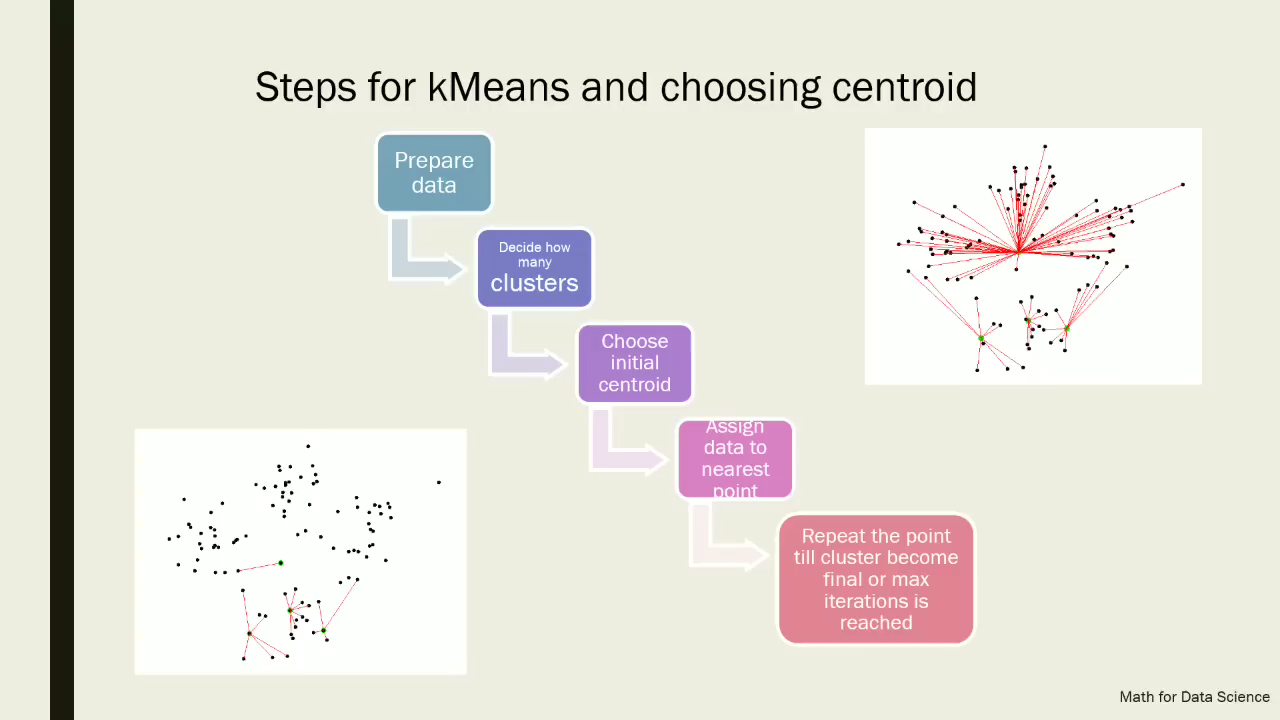 Steps for kMeans and choosing centroid
Prepare
data
Decide how
many
clusters
Choose
initial
centroid
Assign
data to
nearest
point
Repeat the point
till cluster become
final or max
iterations is
reached
Math for Data Science